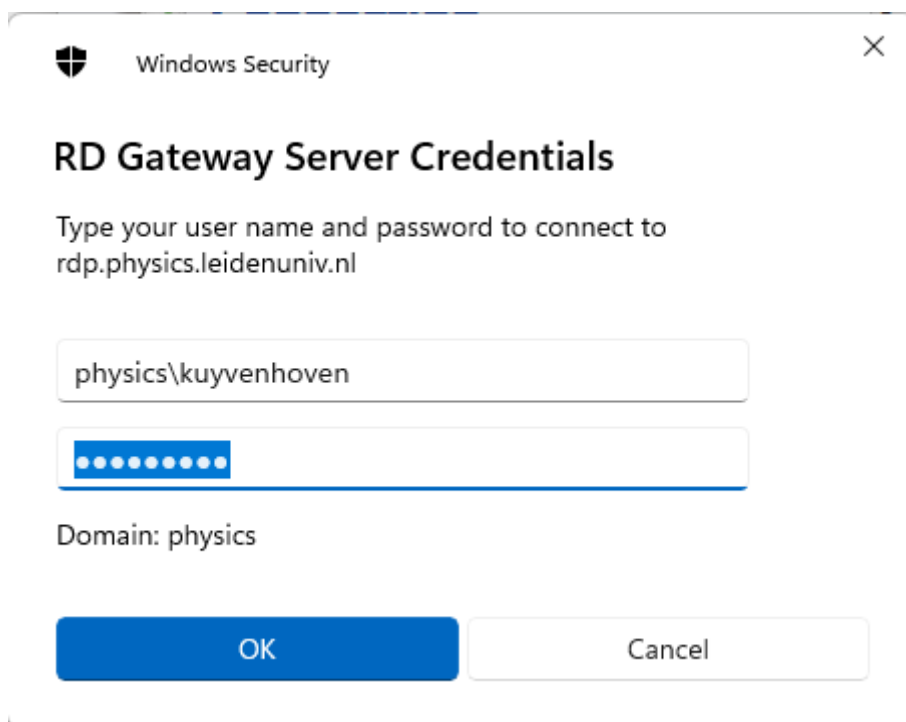 Windows Security
RD Gateway Server Credentials
Type your user name and password to connect to
rdp.physics.leidenuniv.nl
physics\kuyvenhoven
●●●●●●●●●
Domain: physics
OK
Cancel